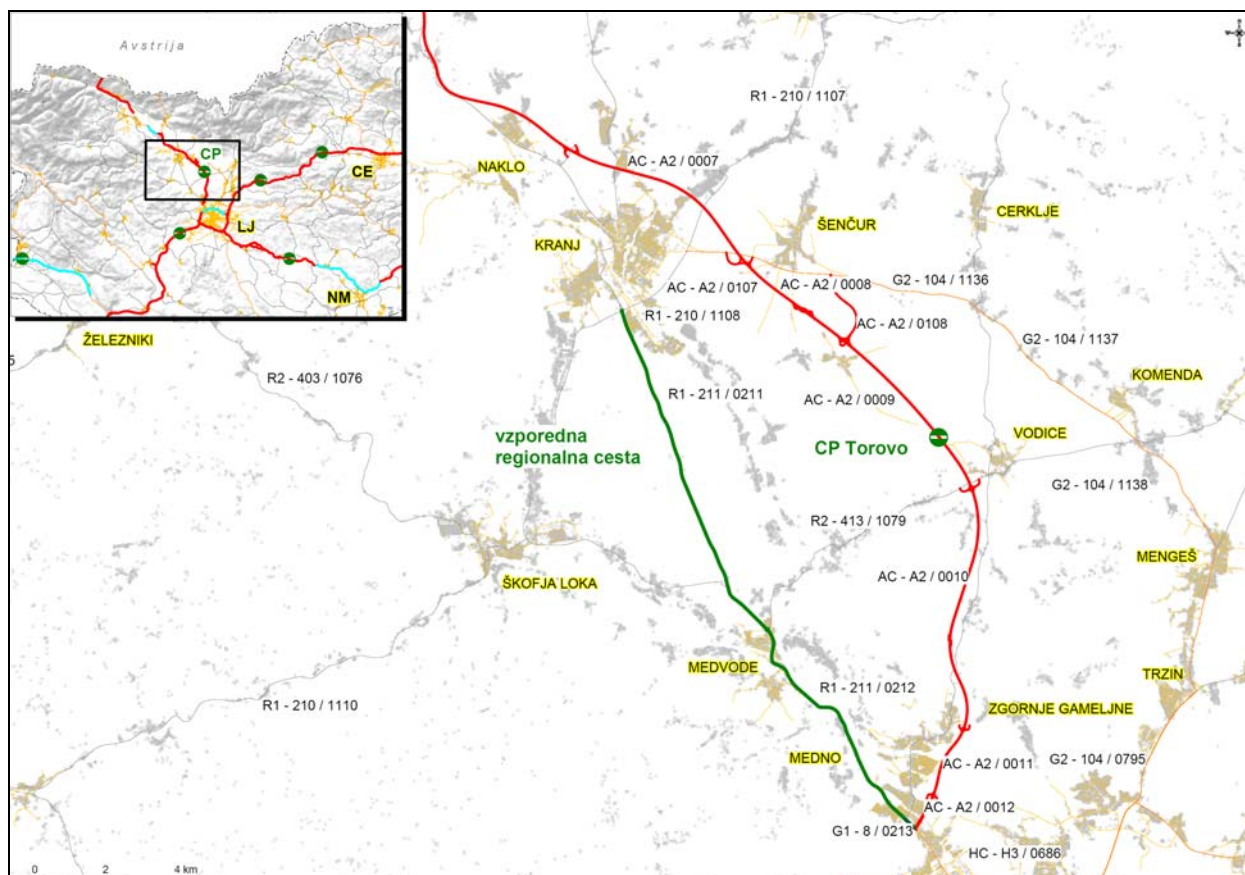 Avstrija
CP
CE
LJ
NM
R1 - 210 / 1107
AC - A2 / 0007
NAKLO
CERKLJE
ŠENČUR
KRANJ
AC - A2 / 0107
AC - A2 / 0008
G2 - 104 / 1136
R1 - 210 / 1108
AC - A2 / 0108
ŽELEZNIKI
G2 - 104 / 1137
5
R2 - 403 / 1076
KOMENDA
R1 - 211 / 0211
AC - A2 / 0009
vzporedna
regionalna cesta
CP Torovo
VODICE
G2 - 104 / 1138
R2 - 413 / 1079
MENGEŠ
AC - A2 / 0010
ŠKOFJA LOKA
MEDVODE
TRZIN
R1 - 211 / 0212
R1 - 210 / 1110
ZGORNJE GAMELJNE
MEDNO
G2 - 104 / 0795
AC - A2 / 0011
AC - A2 / 0012
G1 - 8 / 0213
HC - H3 / 0686
0 2 4 km